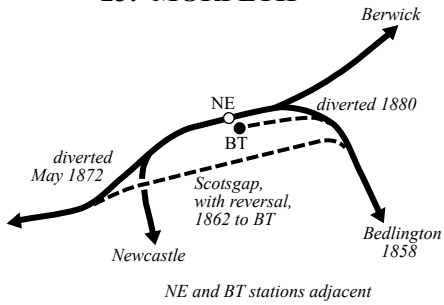 Berwick
NE
diverted 1880
BT
diverted
May 1872
Scotsgap,
with reversal,
1862 to BT
Newcastle
Bedlington
1858
NE and BT stations adjacent